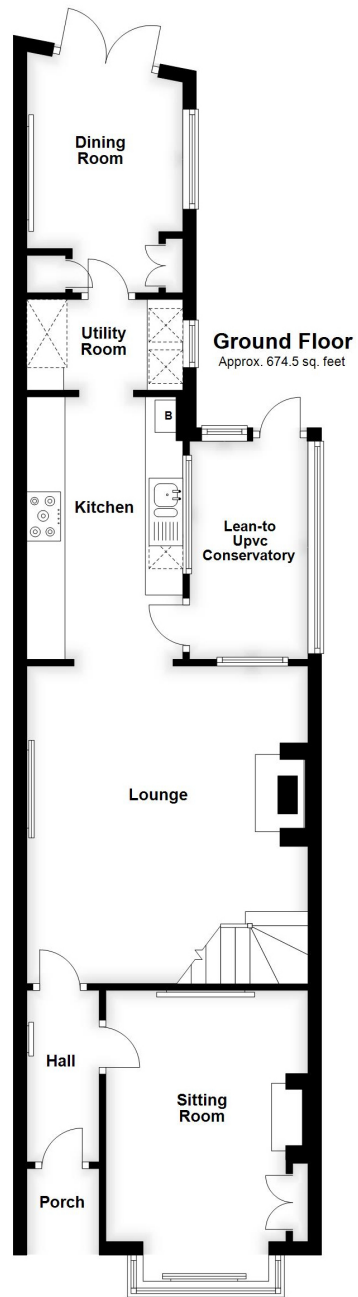 Dining
Room
Utility
Room
Ground Floor
Approx. 674.5 sq. feet
B
Kitchen
Lean-to
Upvc
Conservatory
Lounge
Hall
Sitting
Room
Porch